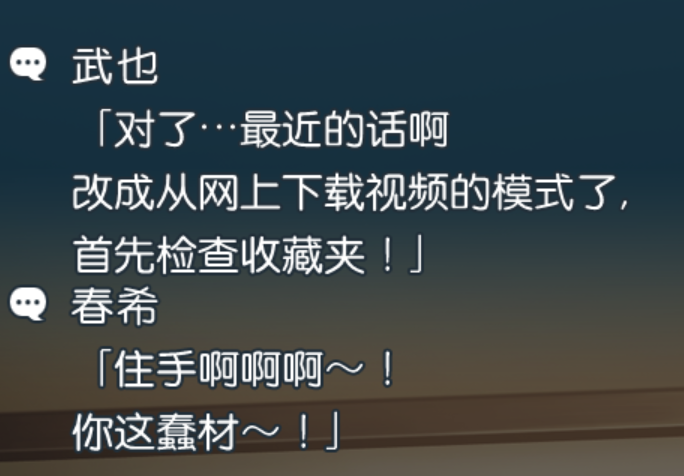 武也
「对了…最近的话啊
改成从网上下载视频的模式了,
首先检查收藏夹！」
春希
「住手啊啊啊～！
你这蠢材～！」